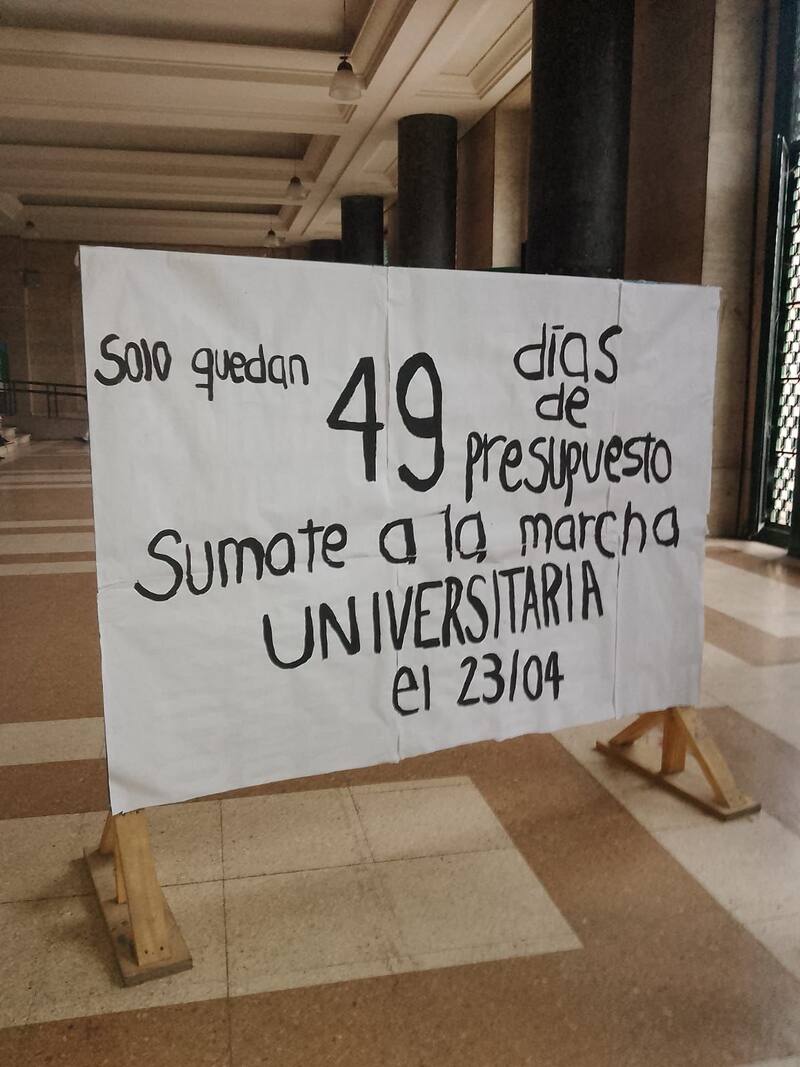 Solo quedan 49 días
de
presupuesto
Sumate a la marcha
UNIVERSITARIA
el 23/04